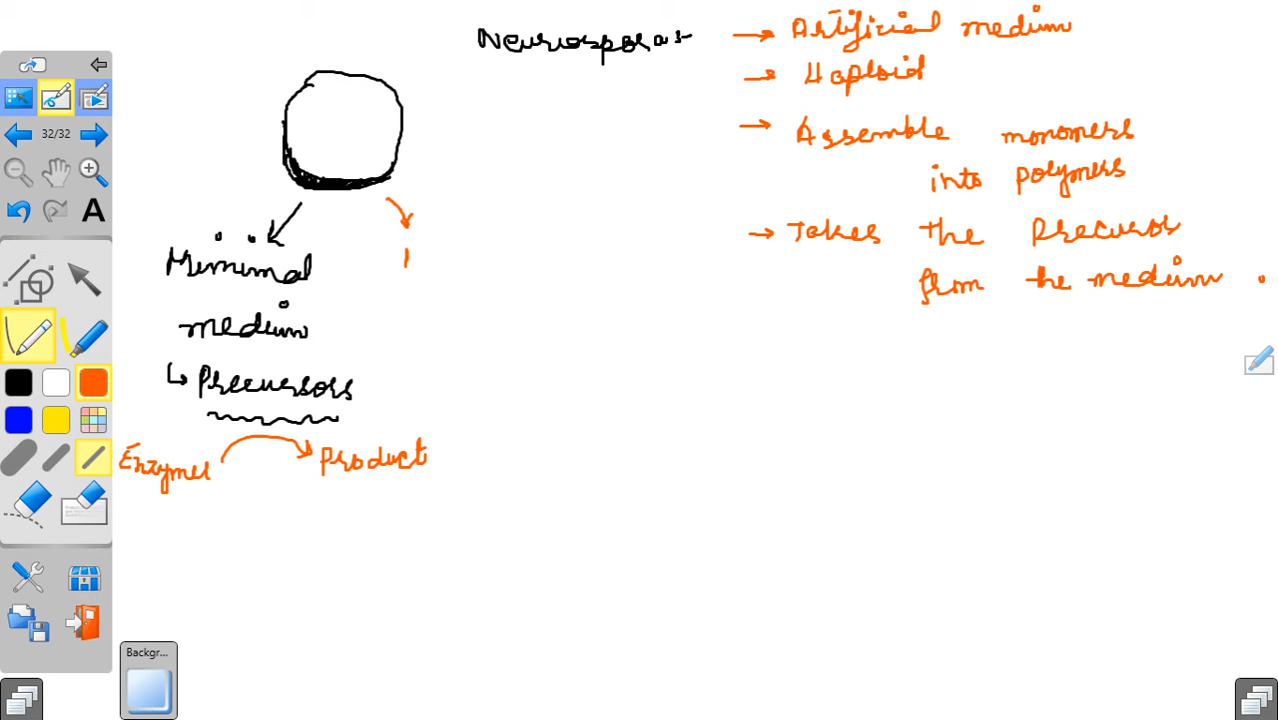 Neurospora :-
→ Artificial medium
→ Haploid
→ Assemble monomers
into polymers
→ Takes the Precursor
from the medium .
Minimal
medium
↳ Precursors
Enzymes
Product
32/32
A
Backgr...